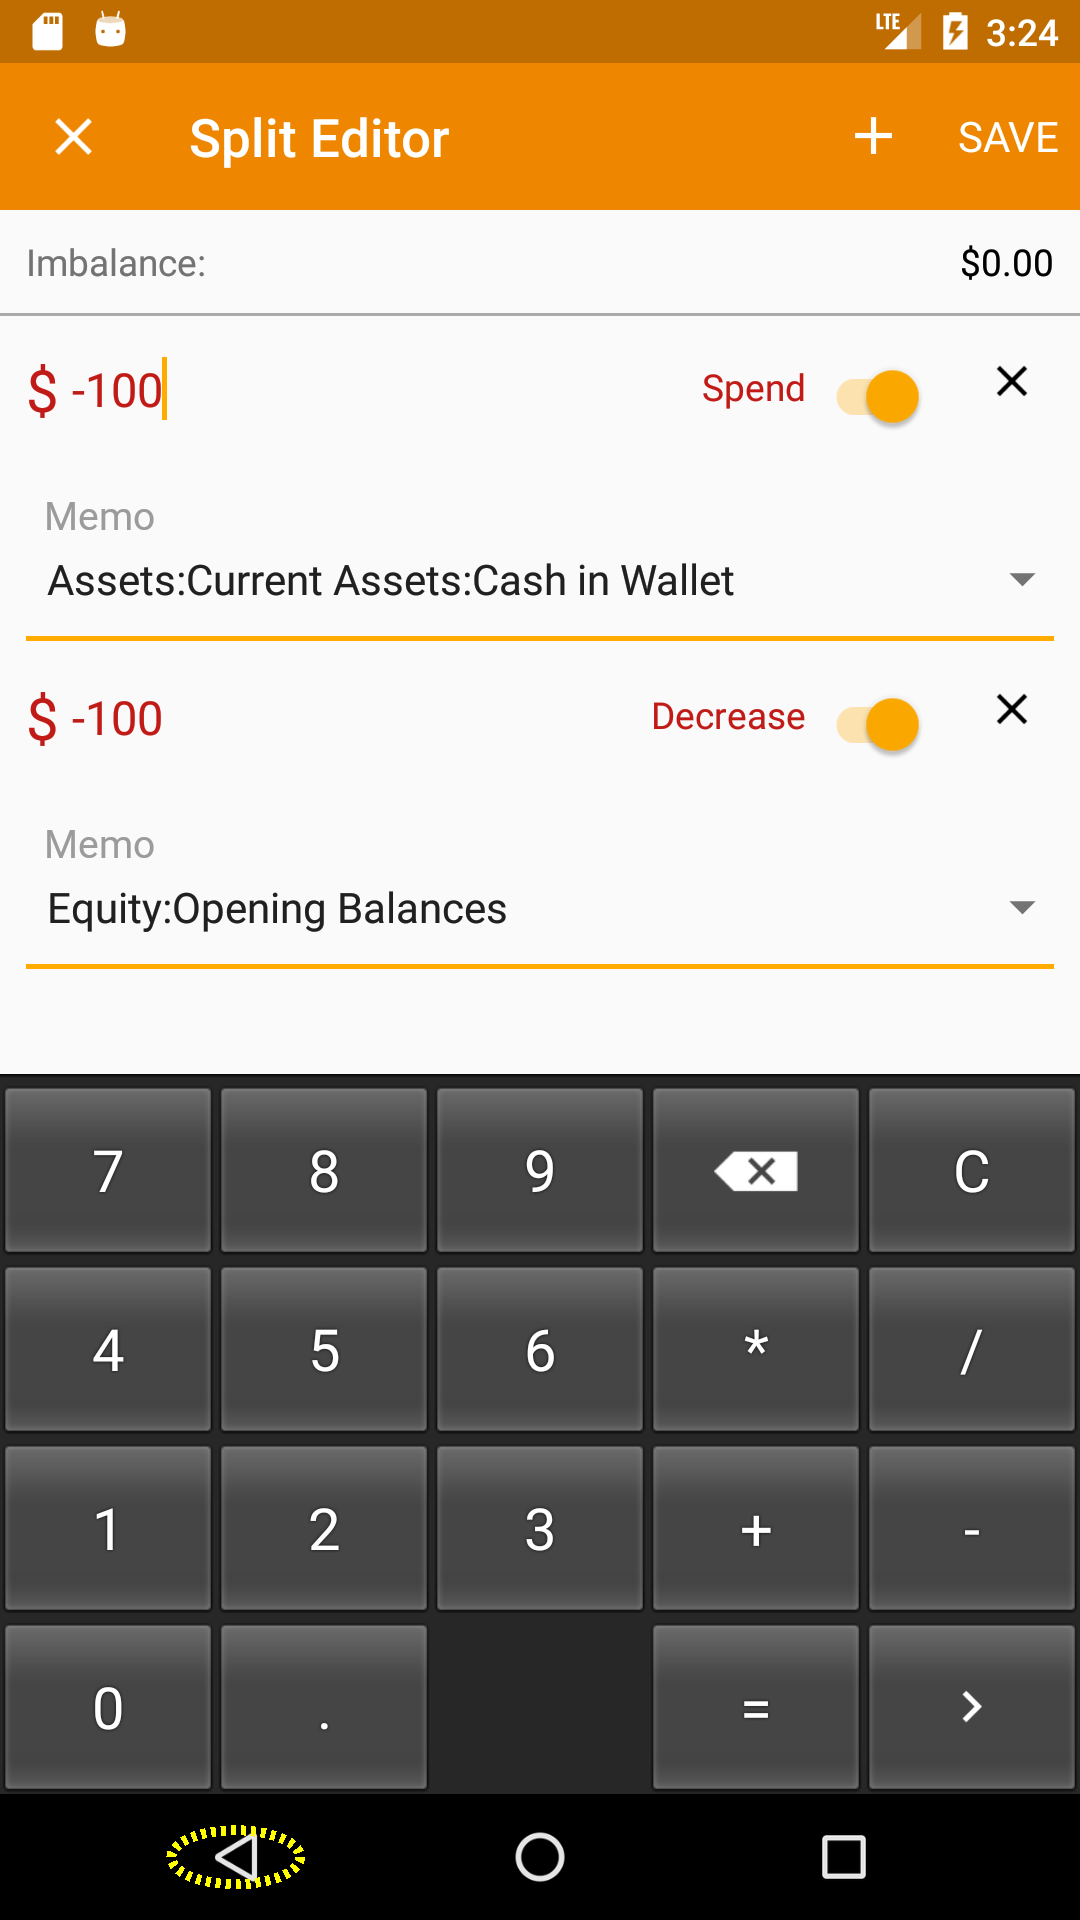 LTE 3:24
Split Editor + SAVE
Imbalance: $0.00
$ -100 Spend
Memo
Assets:Current Assets:Cash in Wallet
$ -100 Decrease
Memo
Equity:Opening Balances
7 8 9 C
4 5 6 * /
1 2 3 + -
0 . = >